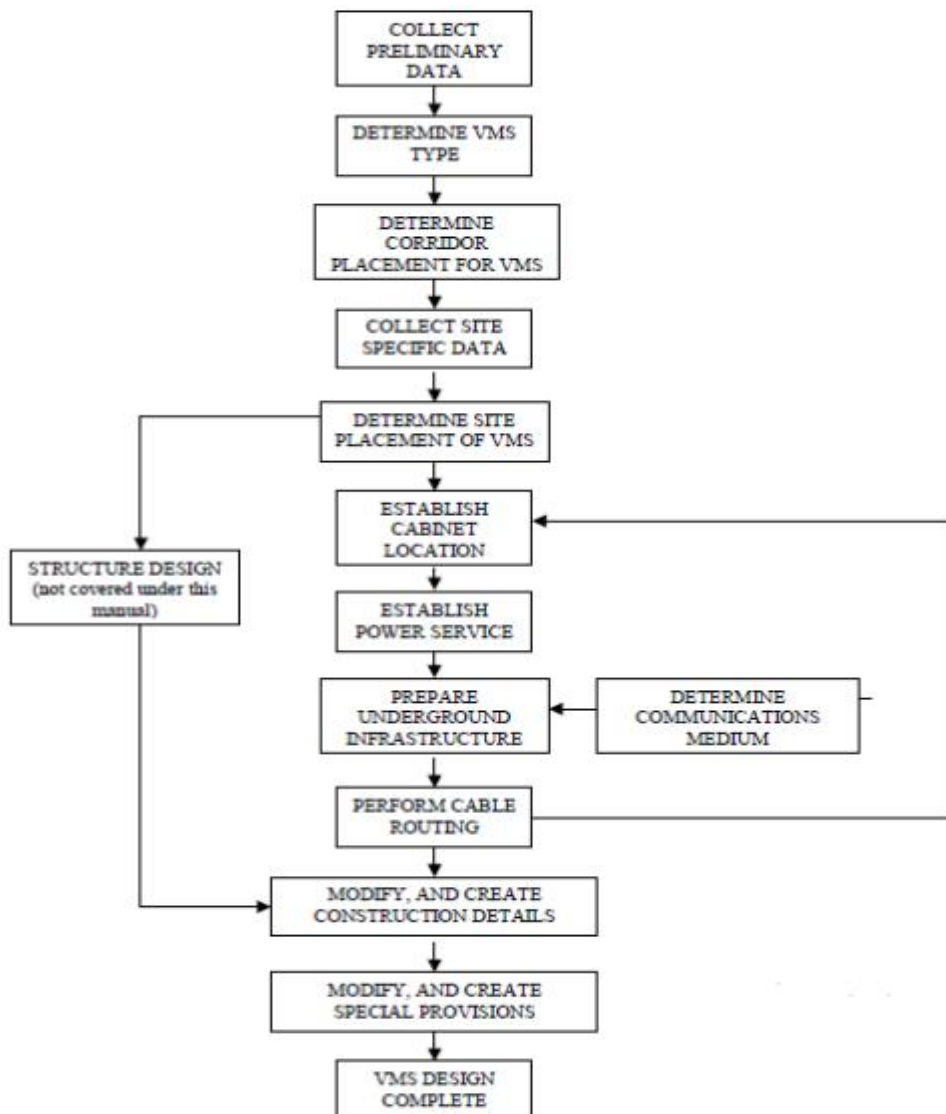 COLLECT
PRELIMINARY
DATA
DETERMINE VMS
TYPE
DETERMINE
CORRIDOR
PLACEMENT FOR VMS
COLLECT SITE
SPECIFIC DATA
DETERMINE SITE
PLACEMENT OF VMS
ESTABLISH
CABINET
LOCATION
STRUCTURE DESIGN
(not covered under this
manual)
ESTABLISH
POWER SERVICE
PREPARE
UNDERGROUND
INFRASTRUCTURE
DETERMINE
COMMUNICATIONS
MEDIUM
PERFORM CABLE
ROUTING
MODIFY, AND CREATE
CONSTRUCTION DETAILS
MODIFY, AND CREATE
SPECIAL PROVISIONS
VMS DESIGN
COMPLETE